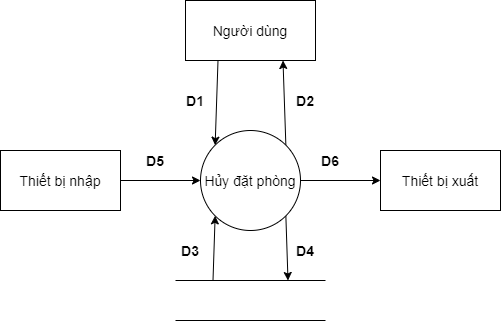 Người dùng
D1
D2
Thiết bị nhập
D5
Hủy đặt phòng
D6
Thiết bị xuất
D3
D4